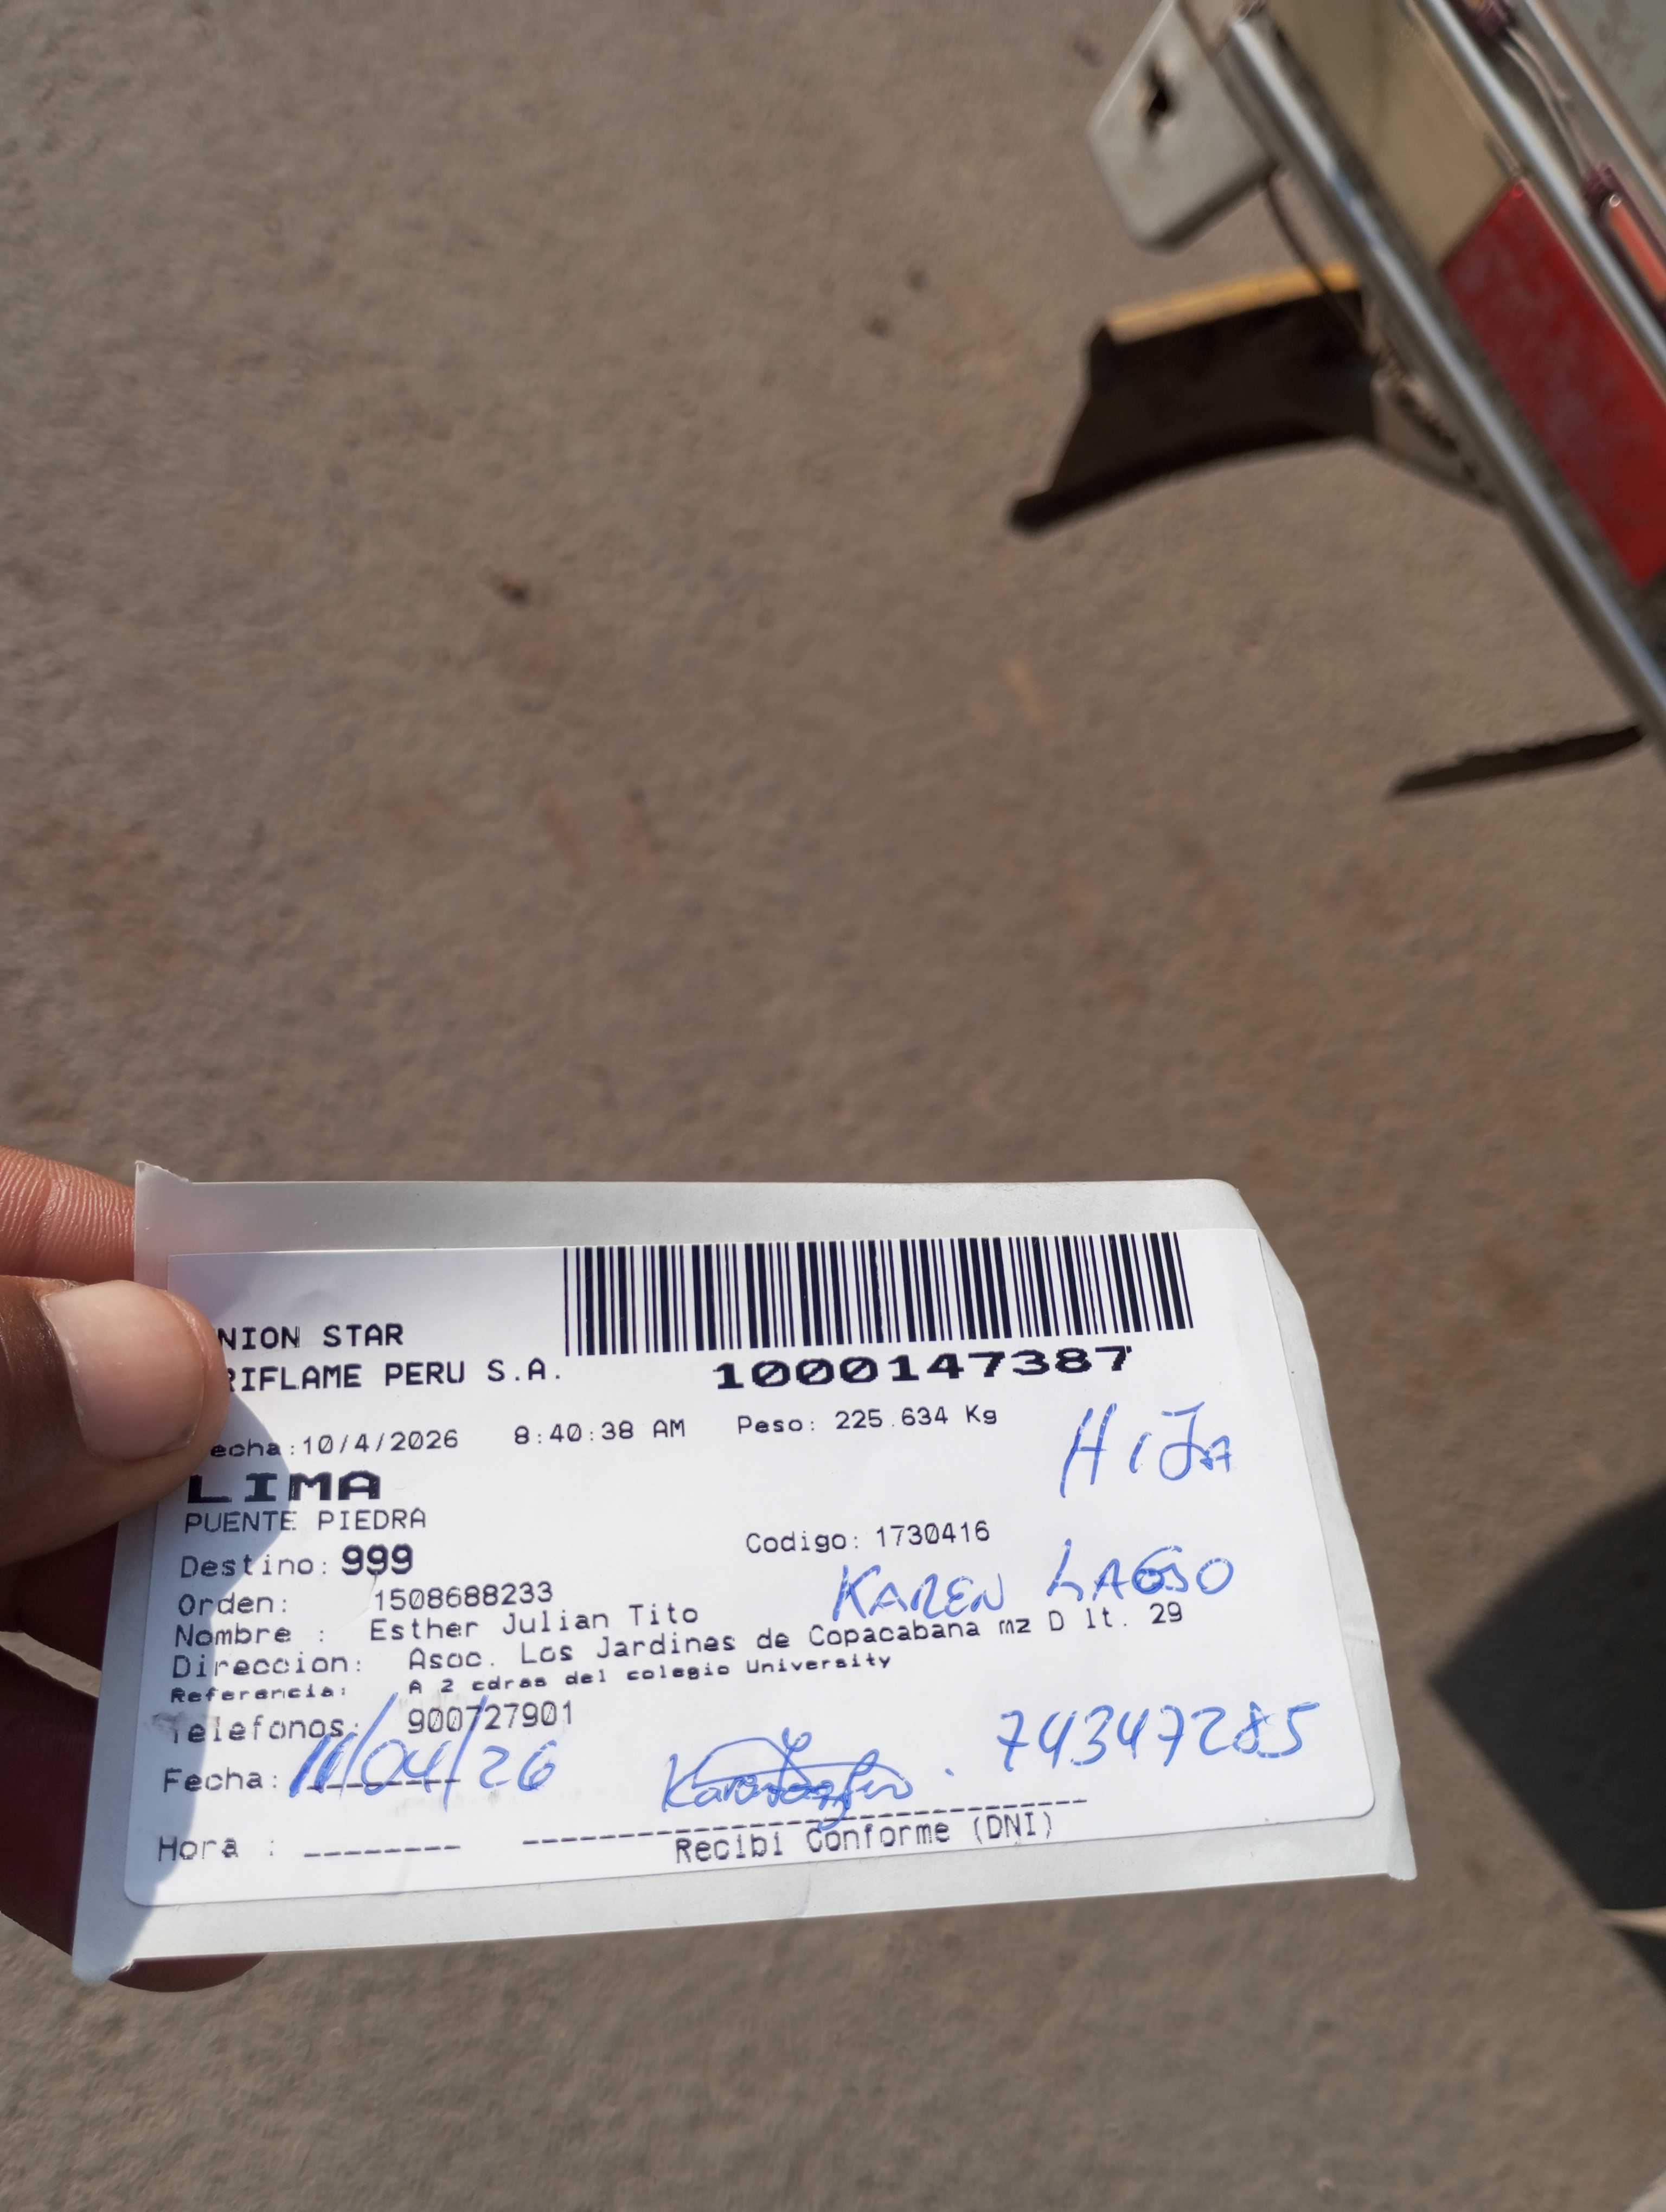 NION STAR
RIFLAME PERU S.A.
1000147387
echa:10/4/2026 8:40:38 AM Peso: 225.634 Kg
HIJA
LIMA
PUENTE PIEDRA
Codigo: 1730416
Destino: 999
KAREN LAGSO
Orden: 1508688233
Nombre : Esther Julian Tito
Direccion: Asoc. Los Jardines de Copacabana mz D lt. 29
Referencia: A 2 cdras del colegio University
Telefonos: 900727901
74347285
Fecha: 11/04/26
Hora :
Recibi Conforme (DNI)